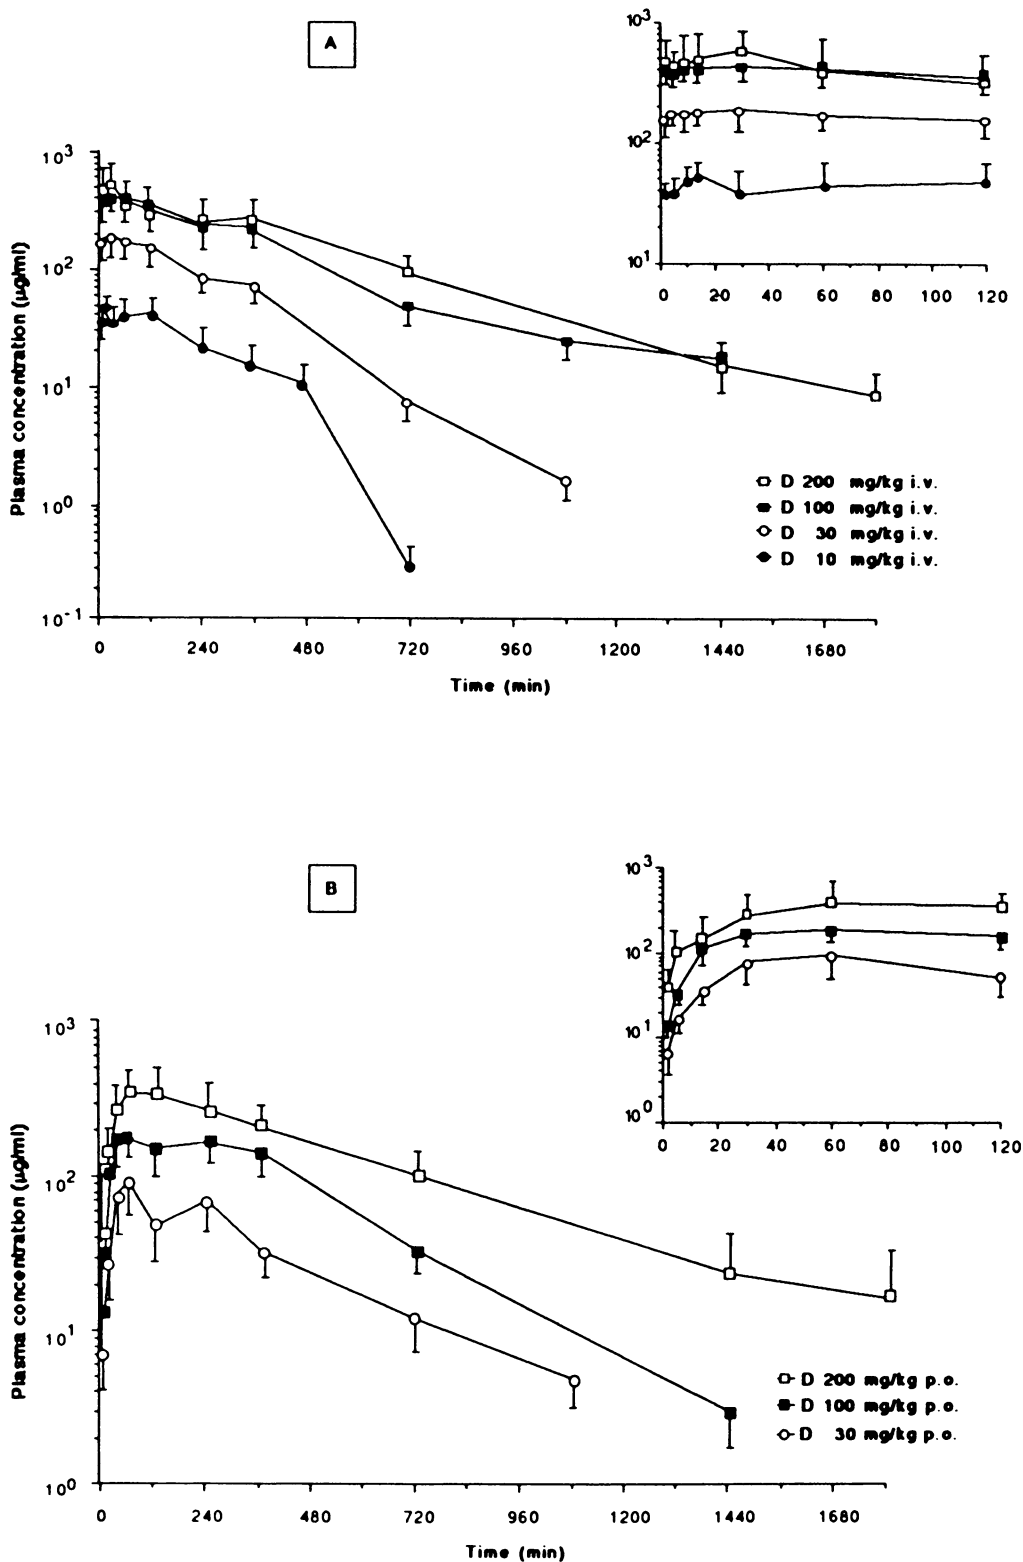 A
10³
10²
10¹
0 20 40 60 80 100 120
10³
10²
10¹
10⁰
10⁻¹
Plasma concentration (µg/ml)
D 200 mg/kg i.v.
D 100 mg/kg i.v.
D 30 mg/kg i.v.
D 10 mg/kg i.v.
0 240 480 720 960 1200 1440 1680
Time (min)
B
10³
10²
10¹
10⁰
0 20 40 60 80 100 120
10³
10²
10¹
10⁰
Plasma concentration (µg/ml)
D 200 mg/kg p.o.
D 100 mg/kg p.o.
D 30 mg/kg p.o.
0 240 480 720 960 1200 1440 1680
Time (min)